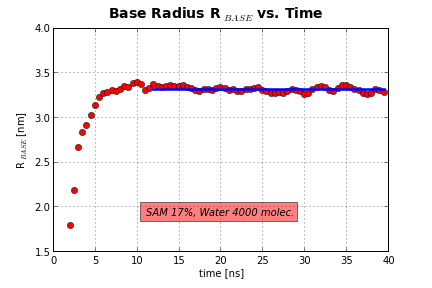 Base Radius R BASE vs. Time
4.0
3.5
3.0
2.5
2.0
1.5
R BASE [nm]
SAM 17%, Water 4000 molec.
0 5 10 15 20 25 30 35 40
time [ns]